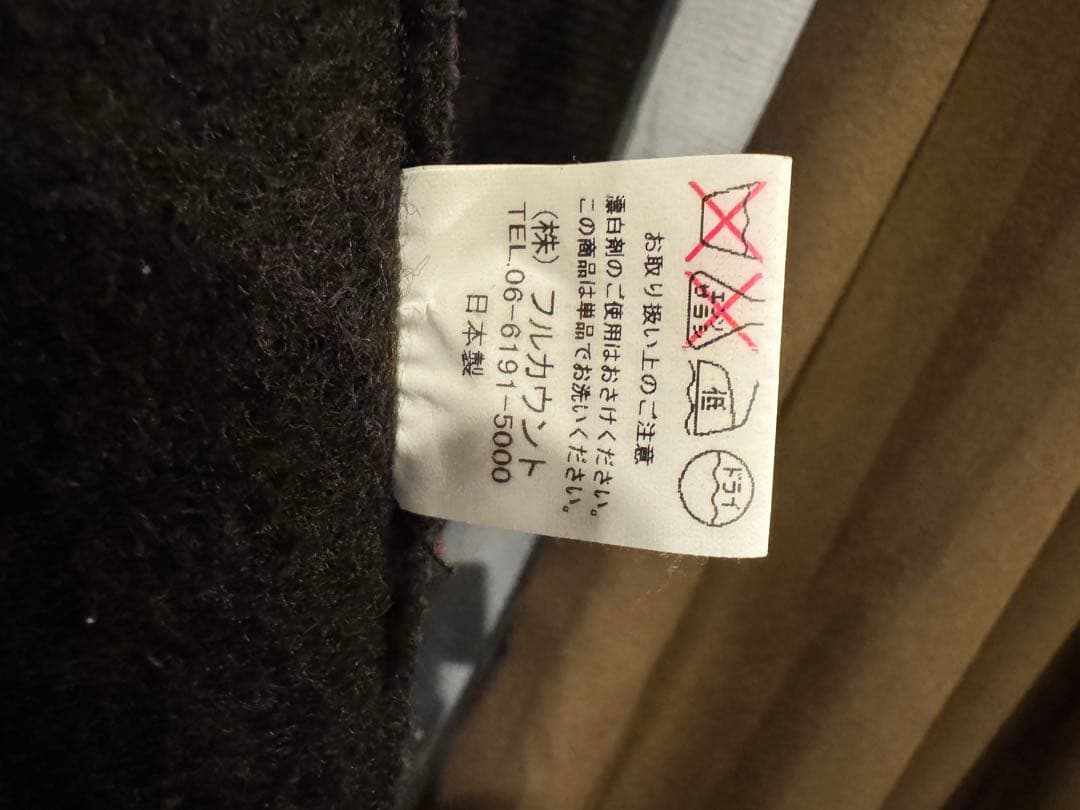 エンソ
サラシ
低
ドライ
お取り扱い上のご注意
漂白剤のご使用はおさけください。
この商品は単品でお洗いください。
(株) フルカウント
TEL.06-6191-5000
日本製